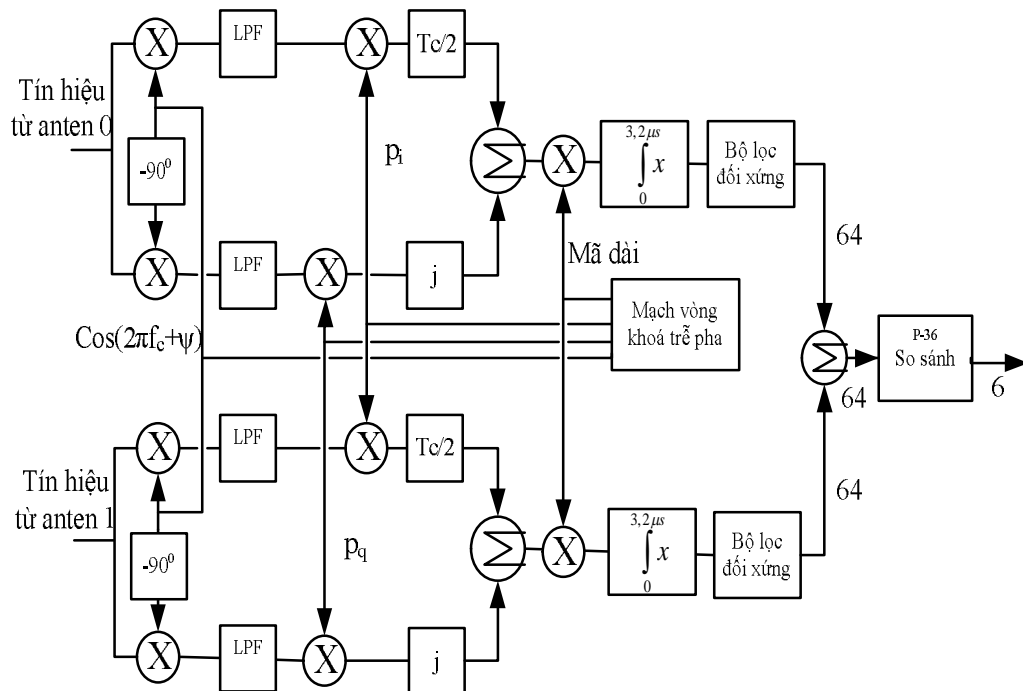 LPF
X
X
Tc/2
Tín hiệu
từ anten 0
-90⁰
pᵢ
Σ
X
3,2μs
∫ x
0
Bộ lọc
đối xứng
64
X
LPF
X
j
Mã dài
Cos(2πf_c+ψ)
Mạch vòng
khoá trễ pha
Σ
64
P-36
So sánh
6
X
LPF
X
Tc/2
Tín hiệu
từ anten 1
-90⁰
p_q
Σ
X
3,2μs
∫ x
0
Bộ lọc
đối xứng
64
X
LPF
X
j